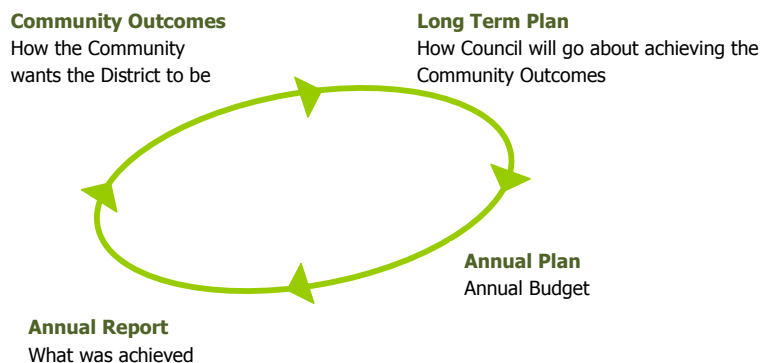 Community Outcomes
How the Community
wants the District to be
Long Term Plan
How Council will go about achieving the
Community Outcomes
Annual Plan
Annual Budget
Annual Report
What was achieved